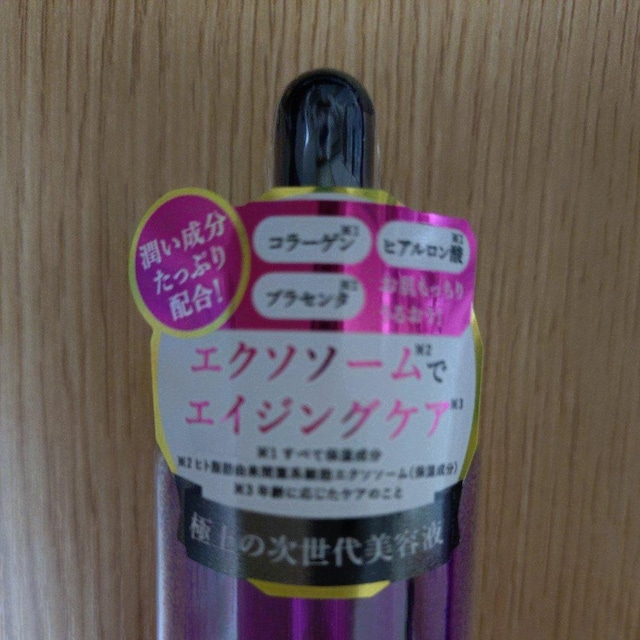 潤い成分
たっぷり
配合!
コラーゲン※1
ヒアルロン酸※1
プラセンタ※1
お肌もっちり
うるおう!
エクソソーム※2で
エイジングケア※3
※1 すべて保湿成分
※2 ヒト脂肪由来間葉系細胞エクソソーム(保湿成分)
※3 年齢に応じたケアのこと
極上の次世代美容液